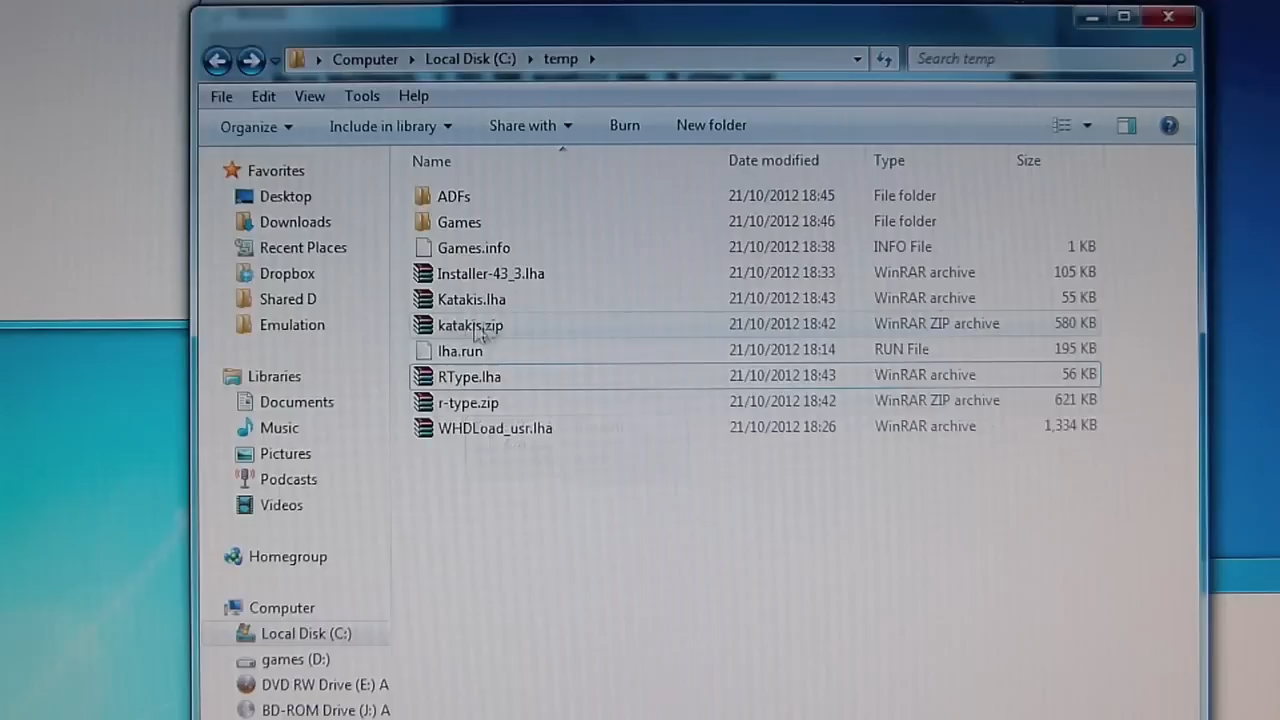 Computer Local Disk (C:) temp Search temp
File Edit View Tools Help
Organize Include in library Share with Burn New folder
Name Date modified Type Size
Favorites
Desktop
Downloads
Recent Places
Dropbox
Shared D
Emulation
Libraries
Documents
Music
Pictures
Podcasts
Videos
Homegroup
Computer
Local Disk (C:)
games (D:)
DVD RW Drive (E:) A
BD-ROM Drive (J:) A
ADFs 21/10/2012 18:45 File folder
Games 21/10/2012 18:46 File folder
Games.info 21/10/2012 18:38 INFO File 1 KB
Installer-43_3.lha 21/10/2012 18:33 WinRAR archive 105 KB
Katakis.lha 21/10/2012 18:43 WinRAR archive 55 KB
katakis.zip 21/10/2012 18:42 WinRAR ZIP archive 580 KB
lha.run 21/10/2012 18:14 RUN File 195 KB
RType.lha 21/10/2012 18:43 WinRAR archive 56 KB
r-type.zip 21/10/2012 18:42 WinRAR ZIP archive 621 KB
WHDLoad_usr.lha 21/10/2012 18:26 WinRAR archive 1,334 KB